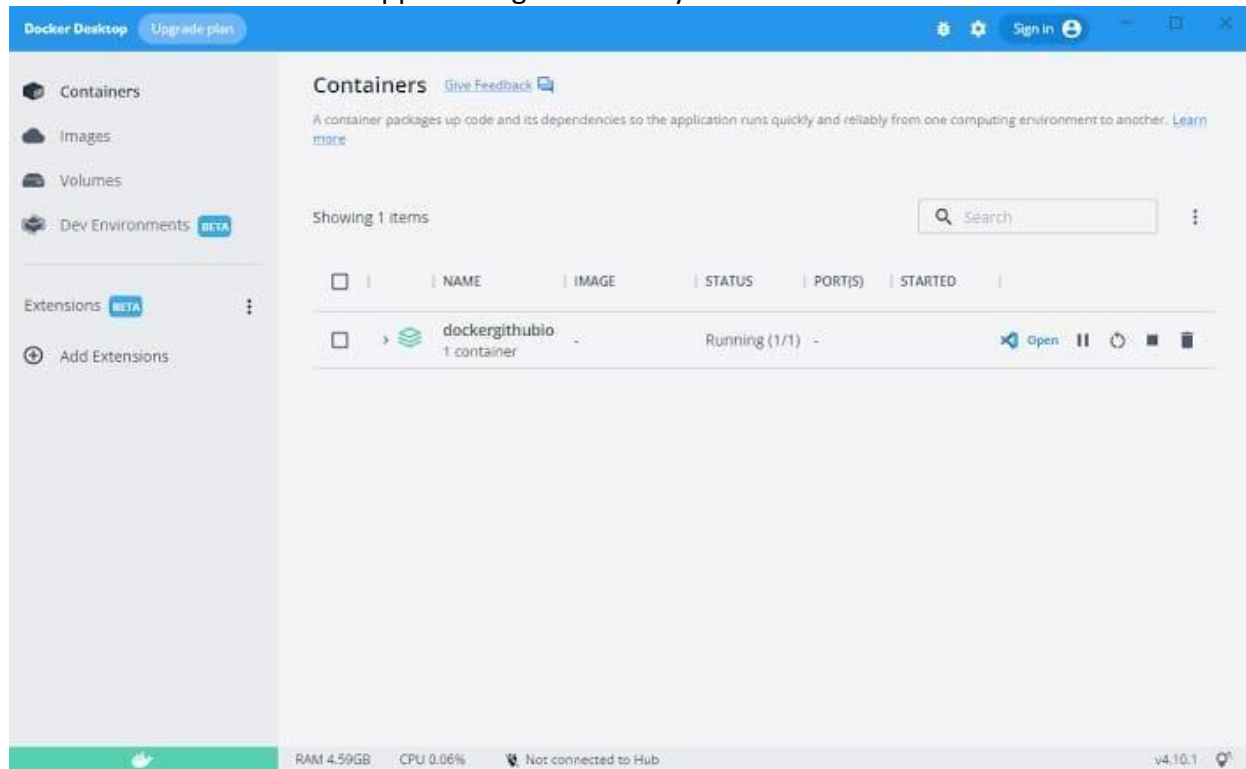 Docker Desktop Upgrade plan Sign in
Containers
Images
Volumes
Dev Environments BETA
Extensions BETA
Add Extensions
Containers Give Feedback
A container packages up code and its dependencies so the application runs quickly and reliably from one computing environment to another. Learn
more
Showing 1 items Search
NAME IMAGE STATUS PORT(S) STARTED
dockergithubio - Running (1/1) - Open
1 container
RAM 4.59GB CPU 0.06% Not connected to Hub v4.10.1